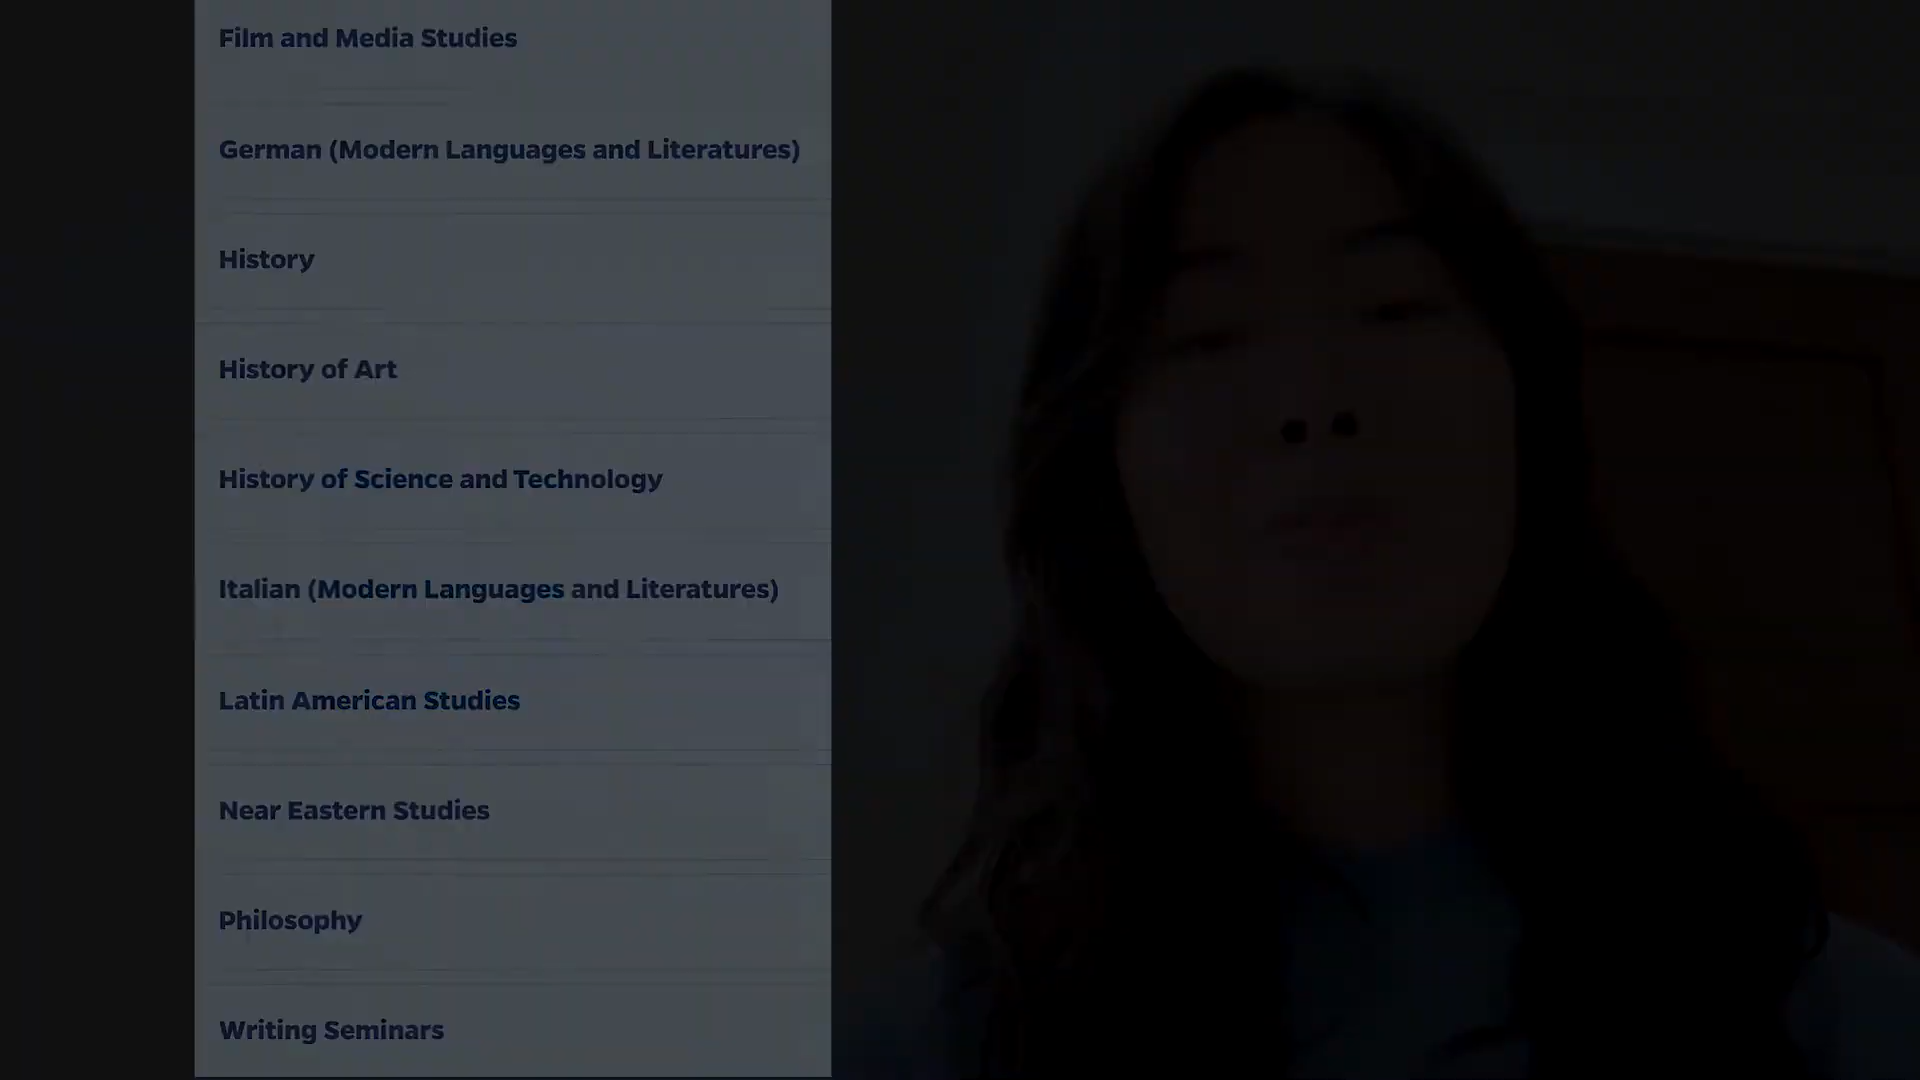 Film and Media Studies
German (Modern Languages and Literatures)
History
History of Art
History of Science and Technology
Italian (Modern Languages and Literatures)
Latin American Studies
Near Eastern Studies
Philosophy
Writing Seminars